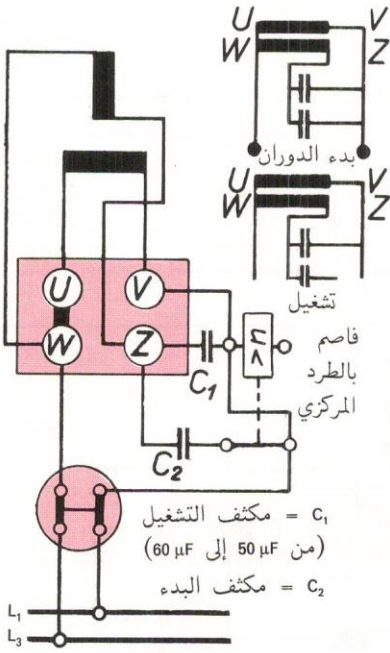 U V
W Z
بدء الدوران
U V
W Z
تشغيل
U V
W Z
n >
فاصم
بالطرد
المركزي
C₁
C₂
C₁ = مكثف التشغيل
(من 50 μF إلى 60 μF)
C₂ = مكثف البدء
L₁
L₃